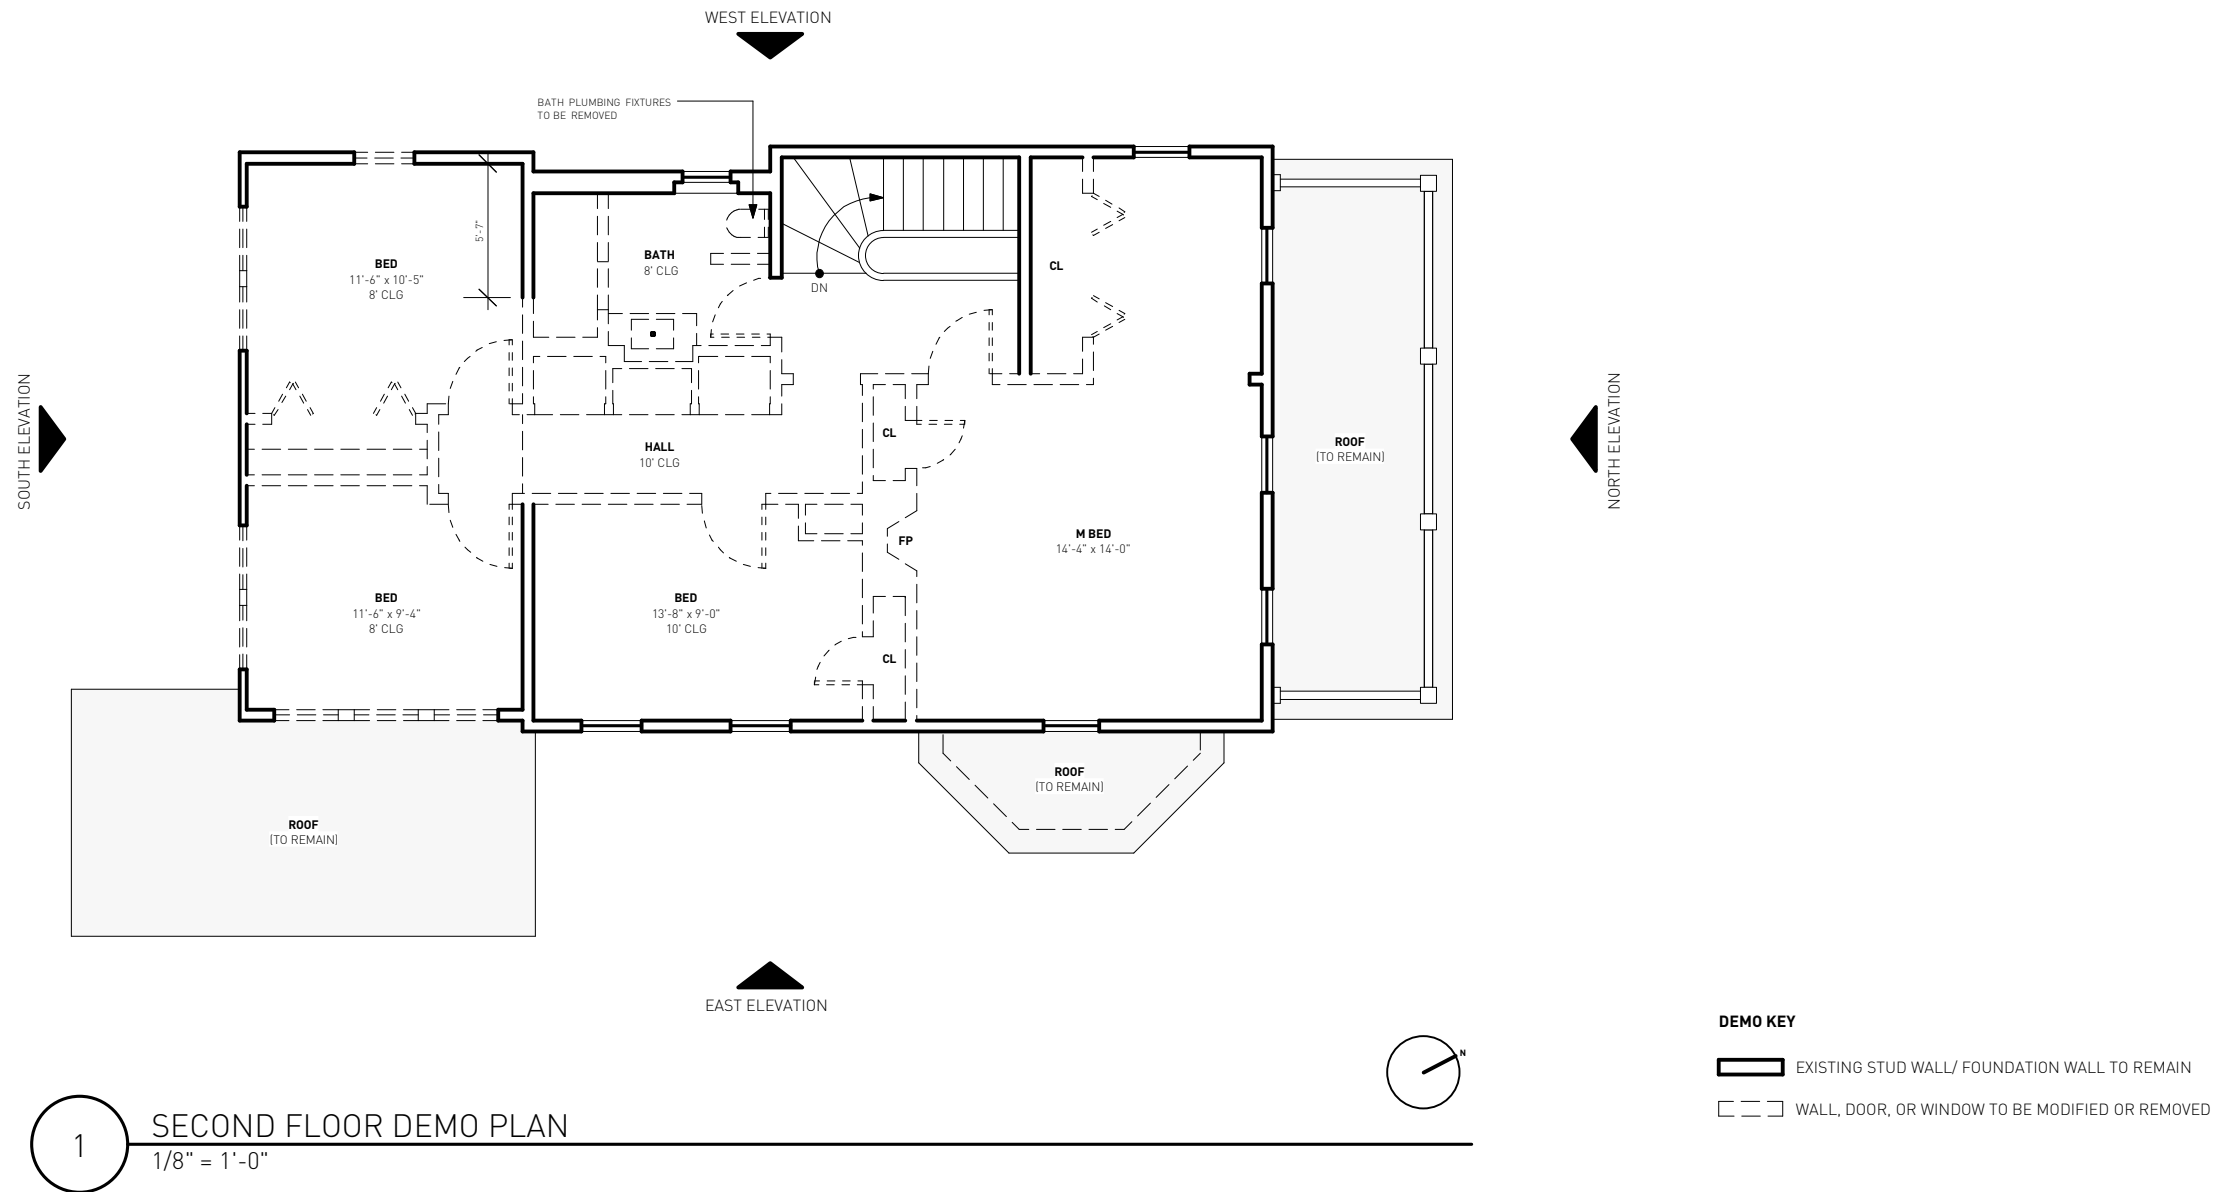 WEST ELEVATION
BATH PLUMBING FIXTURES
TO BE REMOVED
5'-7"
BED
11'-6" x 10'-5"
8' CLG
BATH
8' CLG
DN
CL
SOUTH ELEVATION
HALL
10' CLG
CL
ROOF
(TO REMAIN)
NORTH ELEVATION
FP
M BED
14'-4" x 14'-0"
BED
11'-6" x 9'-4"
8' CLG
BED
13'-8" x 9'-0"
10' CLG
CL
ROOF
(TO REMAIN)
ROOF
(TO REMAIN)
EAST ELEVATION
N
DEMO KEY
EXISTING STUD WALL/ FOUNDATION WALL TO REMAIN
WALL, DOOR, OR WINDOW TO BE MODIFIED OR REMOVED
1
SECOND FLOOR DEMO PLAN
1/8" = 1'-0"